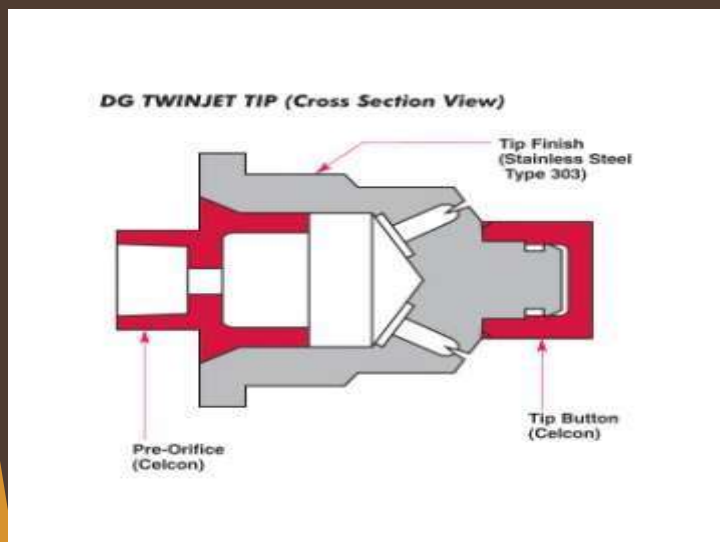 DG TWINJET TIP (Cross Section View)
Tip Finish
(Stainless Steel
Type 303)
Pre-Orifice
(Celcon)
Tip Button
(Celcon)